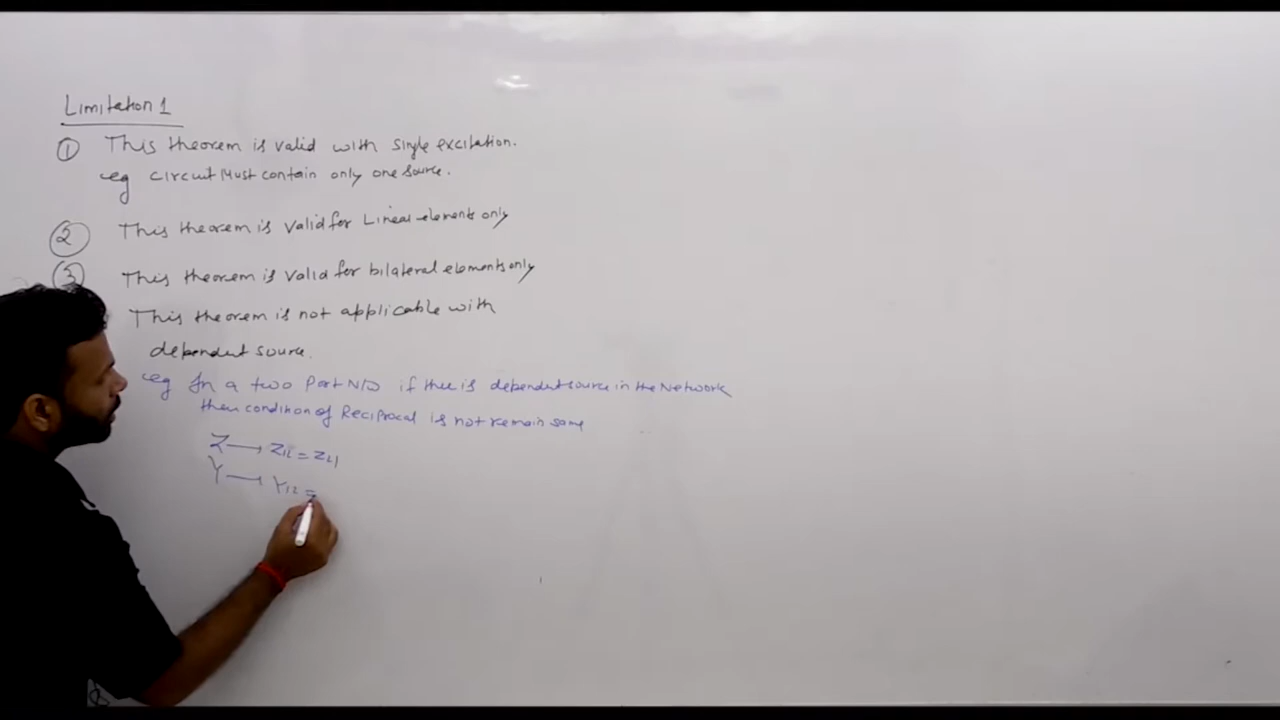 Limitation 1
① This theorem is valid with single excitation.
eg circuit Must contain only one source.
② This theorem is valid for Linear elements only
③ This theorem is valid for bilateral elements only
This theorem is not applicable with
dependent source.
eg In a two Port N/W if there is dependent source in the Network
then condition of Reciprocal is not remain same
Z → Z12 = Z21
Y → Y12 =